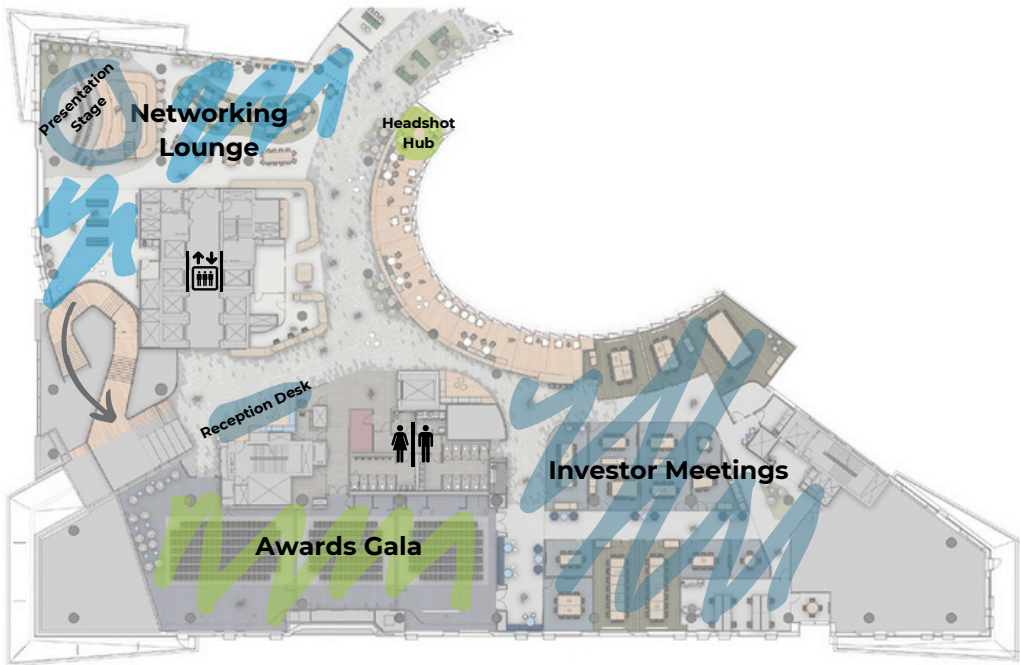 Presentation
Stage
Networking
Lounge
Headshot
Hub
Reception Desk
Investor Meetings
Awards Gala